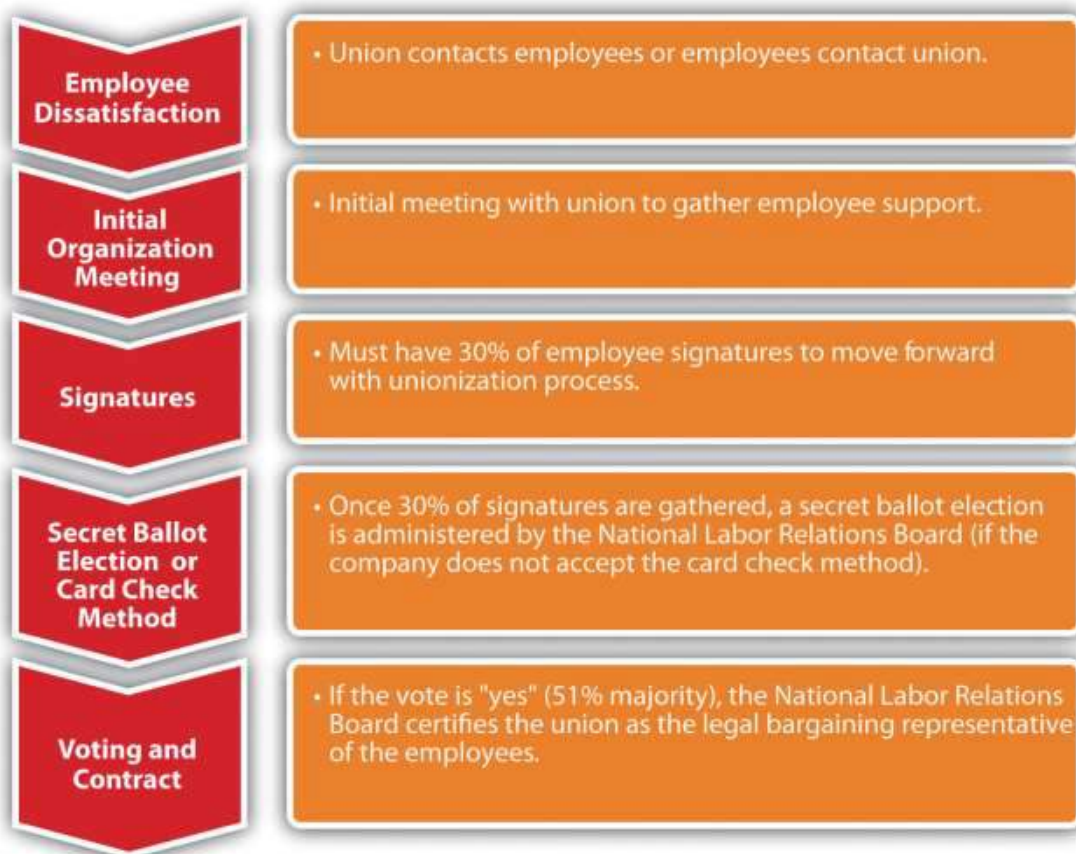 Employee
Dissatisfaction
• Union contacts employees or employees contact union.
Initial
Organization
Meeting
• Initial meeting with union to gather employee support.
Signatures
• Must have 30% of employee signatures to move forward
with unionization process.
Secret Ballot
Election or
Card Check
Method
• Once 30% of signatures are gathered, a secret ballot election
is administered by the National Labor Relations Board (if the
company does not accept the card check method).
Voting and
Contract
• If the vote is "yes" (51% majority), the National Labor Relations
Board certifies the union as the legal bargaining representative
of the employees.